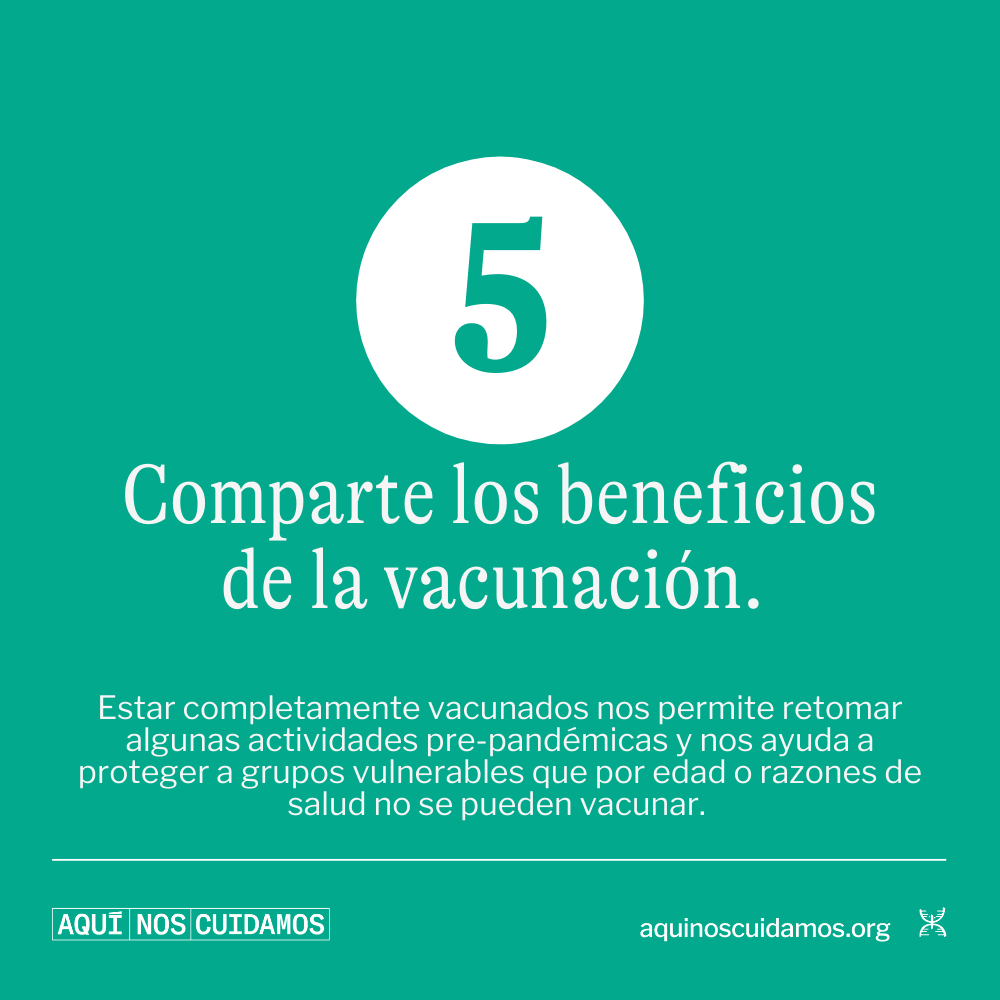 5
Comparte los beneficios
de la vacunación.
Estar completamente vacunados nos permite retomar
algunas actividades pre-pandémicas y nos ayuda a
proteger a grupos vulnerables que por edad o razones de
salud no se pueden vacunar.
AQUÍ NOS CUIDAMOS
aquinoscuidamos.org